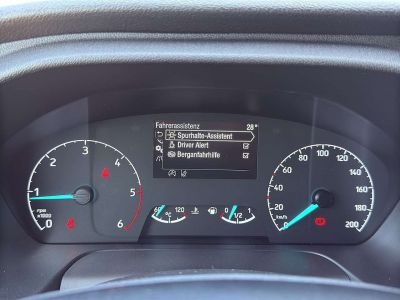 Fahrerassistenz 28°
Spurhalte-Assistent
Driver Alert
Berganfahrhilfe
0 1 2 3 4 5 6
rpm
x1000
60 °C 120
0 1/2 1
0 20 40 60 80 100 120 140 160 180 200
km/h